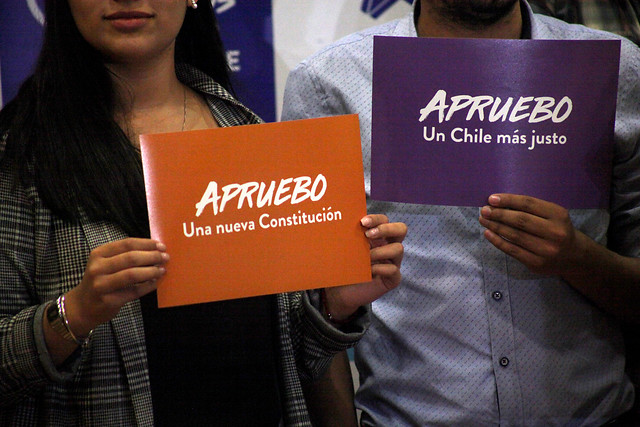 APRUEBO
Una nueva Constitución
APRUEBO
Un Chile más justo